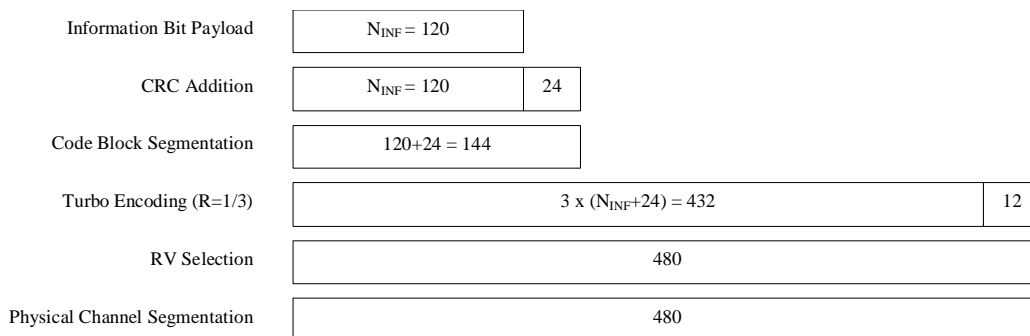 Information Bit Payload N_INF = 120
CRC Addition N_INF = 120 24
Code Block Segmentation 120+24 = 144
Turbo Encoding (R=1/3) 3 x (N_INF+24) = 432 12
RV Selection 480
Physical Channel Segmentation 480